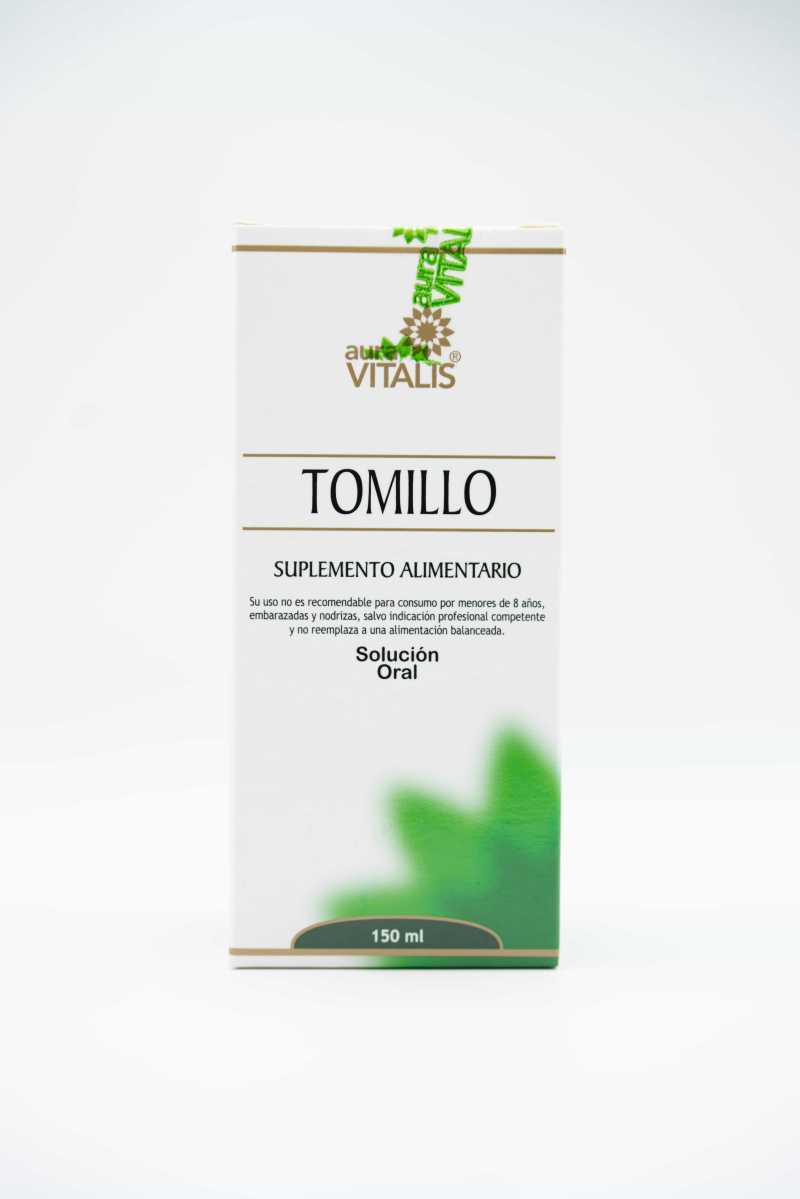 aura
VITAL
aura
VITALIS®
TOMILLO
SUPLEMENTO ALIMENTARIO
Su uso no es recomendable para consumo por menores de 8 años,
embarazadas y nodrizas, salvo indicación profesional competente
y no reemplaza a una alimentación balanceada.
Solución
Oral
150 ml